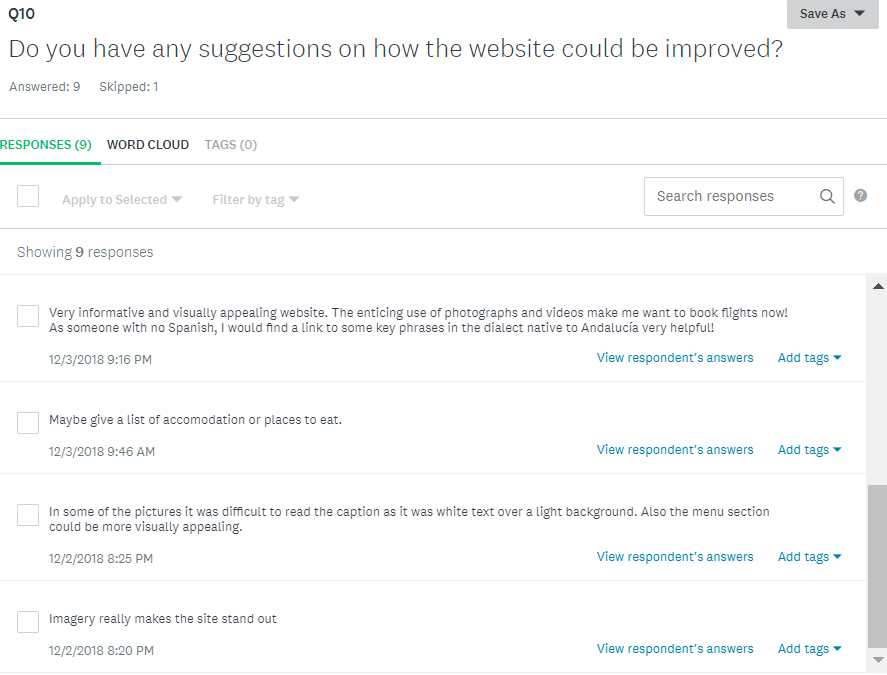 Q10
Save As
Do you have any suggestions on how the website could be improved?
Answered: 9 Skipped: 1
RESPONSES (9) WORD CLOUD TAGS (0)
Apply to Selected Filter by tag Search responses ?
Showing 9 responses
Very informative and visually appealing website. The enticing use of photographs and videos make me want to book flights now!
As someone with no Spanish, I would find a link to some key phrases in the dialect native to Andalucía very helpful!
12/3/2018 9:16 PM View respondent's answers Add tags
Maybe give a list of accomodation or places to eat.
12/3/2018 9:46 AM View respondent's answers Add tags
In some of the pictures it was difficult to read the caption as it was white text over a light background. Also the menu section
could be more visually appealing.
12/2/2018 8:25 PM View respondent's answers Add tags
Imagery really makes the site stand out
12/2/2018 8:20 PM View respondent's answers Add tags